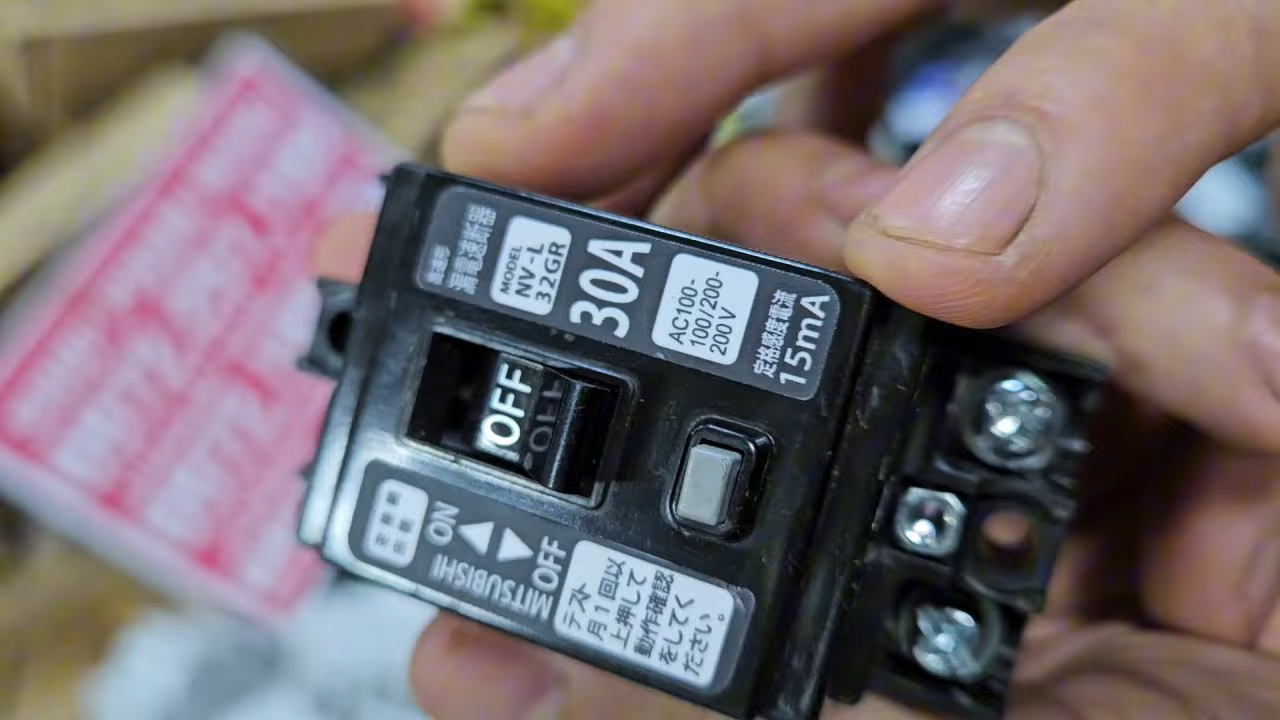 漏電遮断器
MODEL
NV-L
32GR
30A
AC100-
100/200-
200V
定格感度電流
15mA
OFF
ON
OFF
MITSUBISHI
テスト
月1回以
上押して
動作確認
をしてく
ださい。